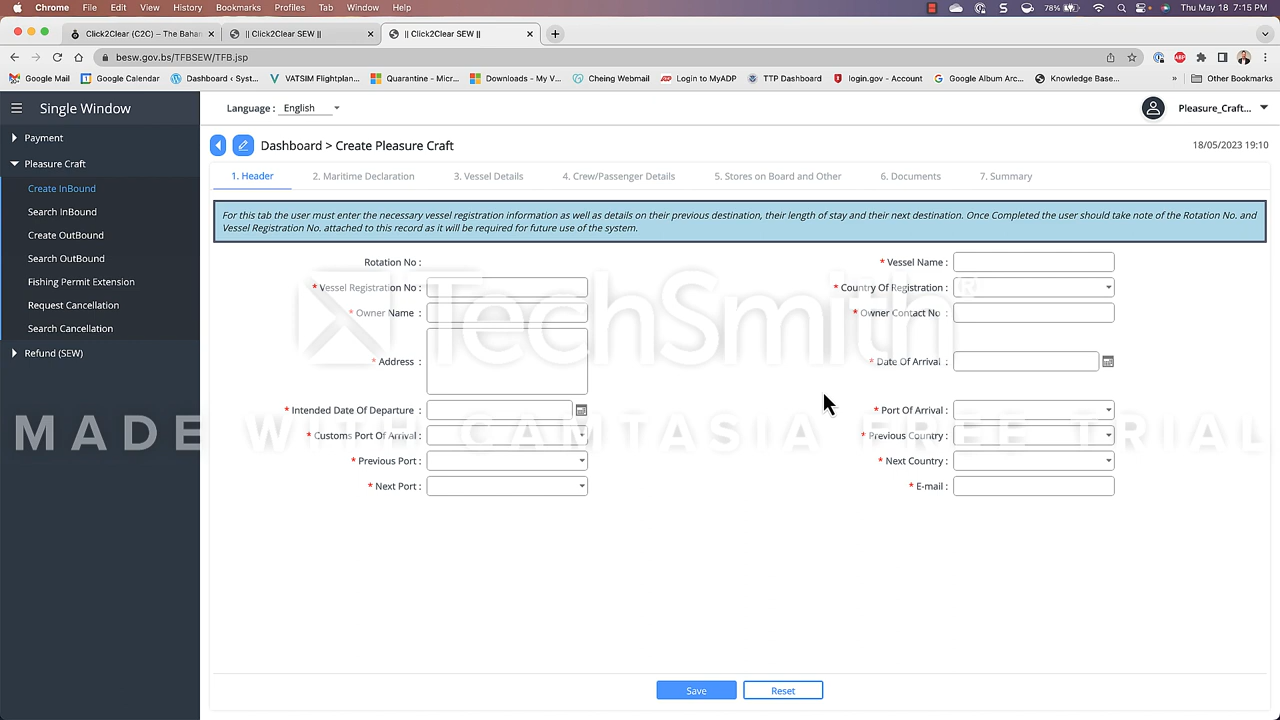 Chrome File Edit View History Bookmarks Profiles Tab Window Help 78% Thu May 18 7:15 PM
Click2Clear (C2C) – The Baha × || Click2Clear SEW || × || Click2Clear SEW || × +
besw.gov.bs/TFBSEW/TFB.jsp
Google Mail Google Calendar Dashboard ‹ Syst... VATSIM Flightplan... Quarantine - Micr... Downloads - My V... Cheing Webmail Login to MyADP TTP Dashboard login.gov - Account Google Album Arc... Knowledge Base... » Other Bookmarks
Single Window
Language : English
Pleasure_Craft...
Payment
Dashboard > Create Pleasure Craft
18/05/2023 19:10
Pleasure Craft
1. Header 2. Maritime Declaration 3. Vessel Details 4. Crew/Passenger Details 5. Stores on Board and Other 6. Documents 7. Summary
Create InBound
Search InBound
Create OutBound
Search OutBound
Fishing Permit Extension
Request Cancellation
Search Cancellation
Refund (SEW)
For this tab the user must enter the necessary vessel registration information as well as details on their previous destination, their length of stay and their next destination. Once Completed the user should take note of the Rotation No. and
Vessel Registration No. attached to this record as it will be required for future use of the system.
Rotation No : * Vessel Name :
* Vessel Registration No : * Country Of Registration :
* Owner Name : * Owner Contact No :
* Address : * Date Of Arrival :
* Intended Date Of Departure : * Port Of Arrival :
* Customs Port Of Arrival : * Previous Country :
* Previous Port : * Next Country :
* Next Port : * E-mail :
TechSmith®
MADE WITH CAMTASIA FREE TRIAL
Save Reset